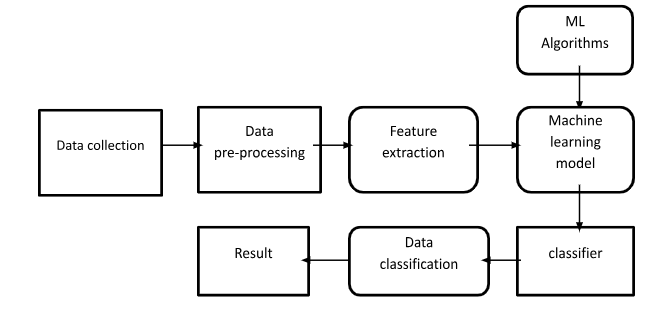 ML
Algorithms
Data collection
Data
pre-processing
Feature
extraction
Machine
learning
model
Result
Data
classification
classifier